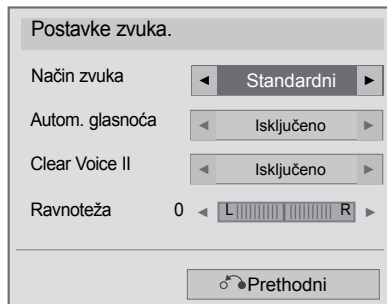 Postavke zvuka.
Način zvuka ◄ Standardni ►
Autom. glasnoća ◄ Isključeno ►
Clear Voice II ◄ Isključeno ►
Ravnoteža 0 ◄ L R ►
Prethodni